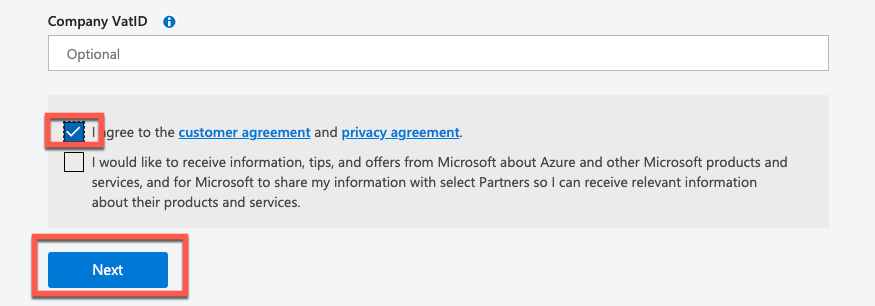 Company VatID
Optional
I agree to the customer agreement and privacy agreement.
I would like to receive information, tips, and offers from Microsoft about Azure and other Microsoft products and
services, and for Microsoft to share my information with select Partners so I can receive relevant information
about their products and services.
Next